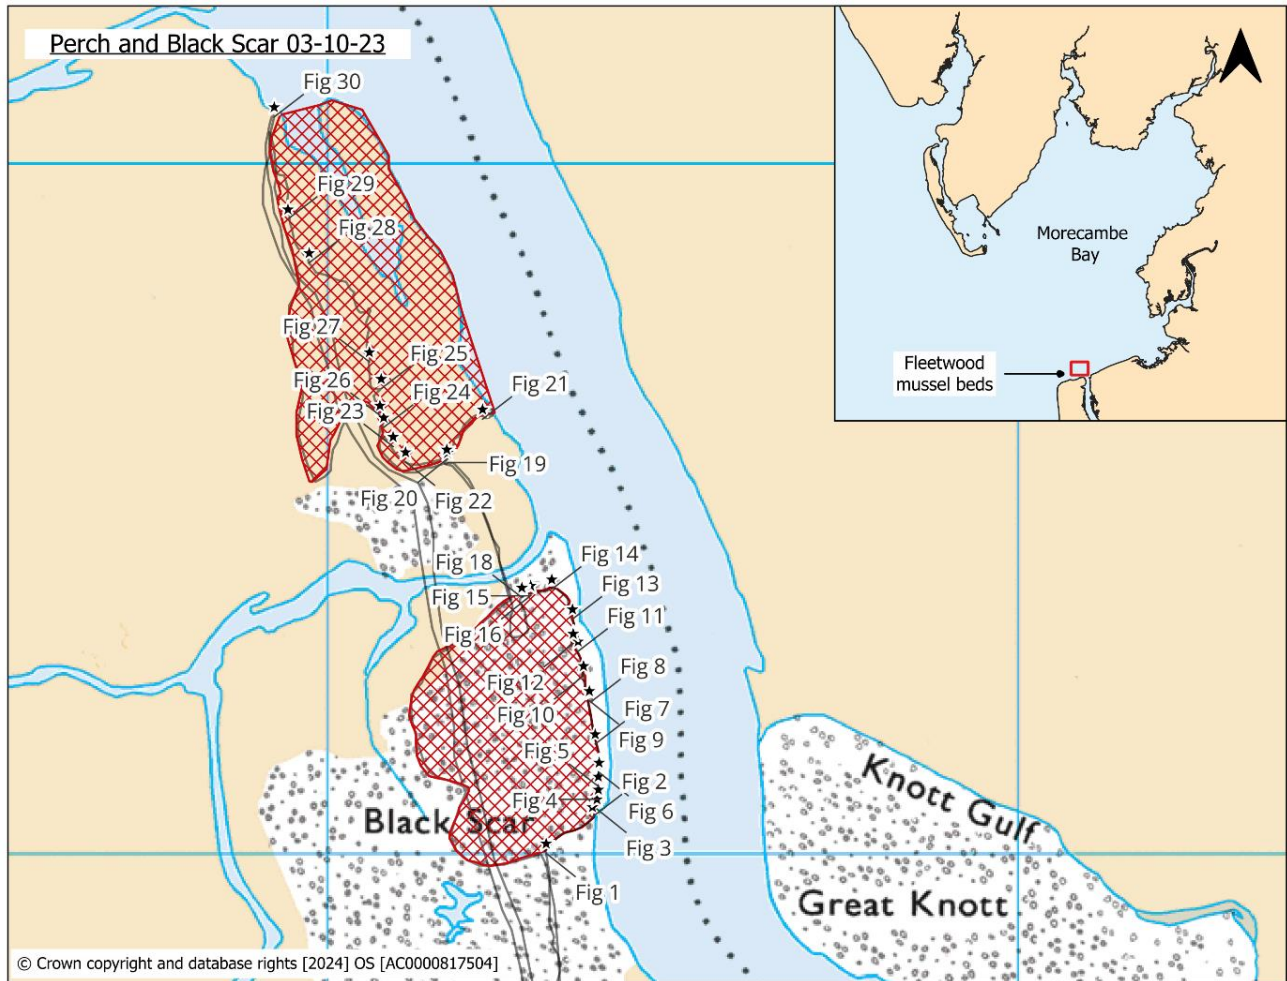 Perch and Black Scar 03-10-23
Fig 30
Fig 29
Fig 28
Fig 27
Fig 25
Fig 26
Fig 24
Fig 21
Fig 23
Fig 19
Fig 20
Fig 22
Fig 14
Fig 18
Fig 13
Fig 15
Fig 11
Fig 16
Fig 8
Fig 12
Fig 7
Fig 10
Fig 9
Fig 5
Fig 2
Fig 4
Fig 6
Black Scar
Fig 3
Fig 1
Knott Gulf
Great Knott
Morecambe
Bay
Fleetwood
mussel beds
© Crown copyright and database rights [2024] OS [AC0000817504]